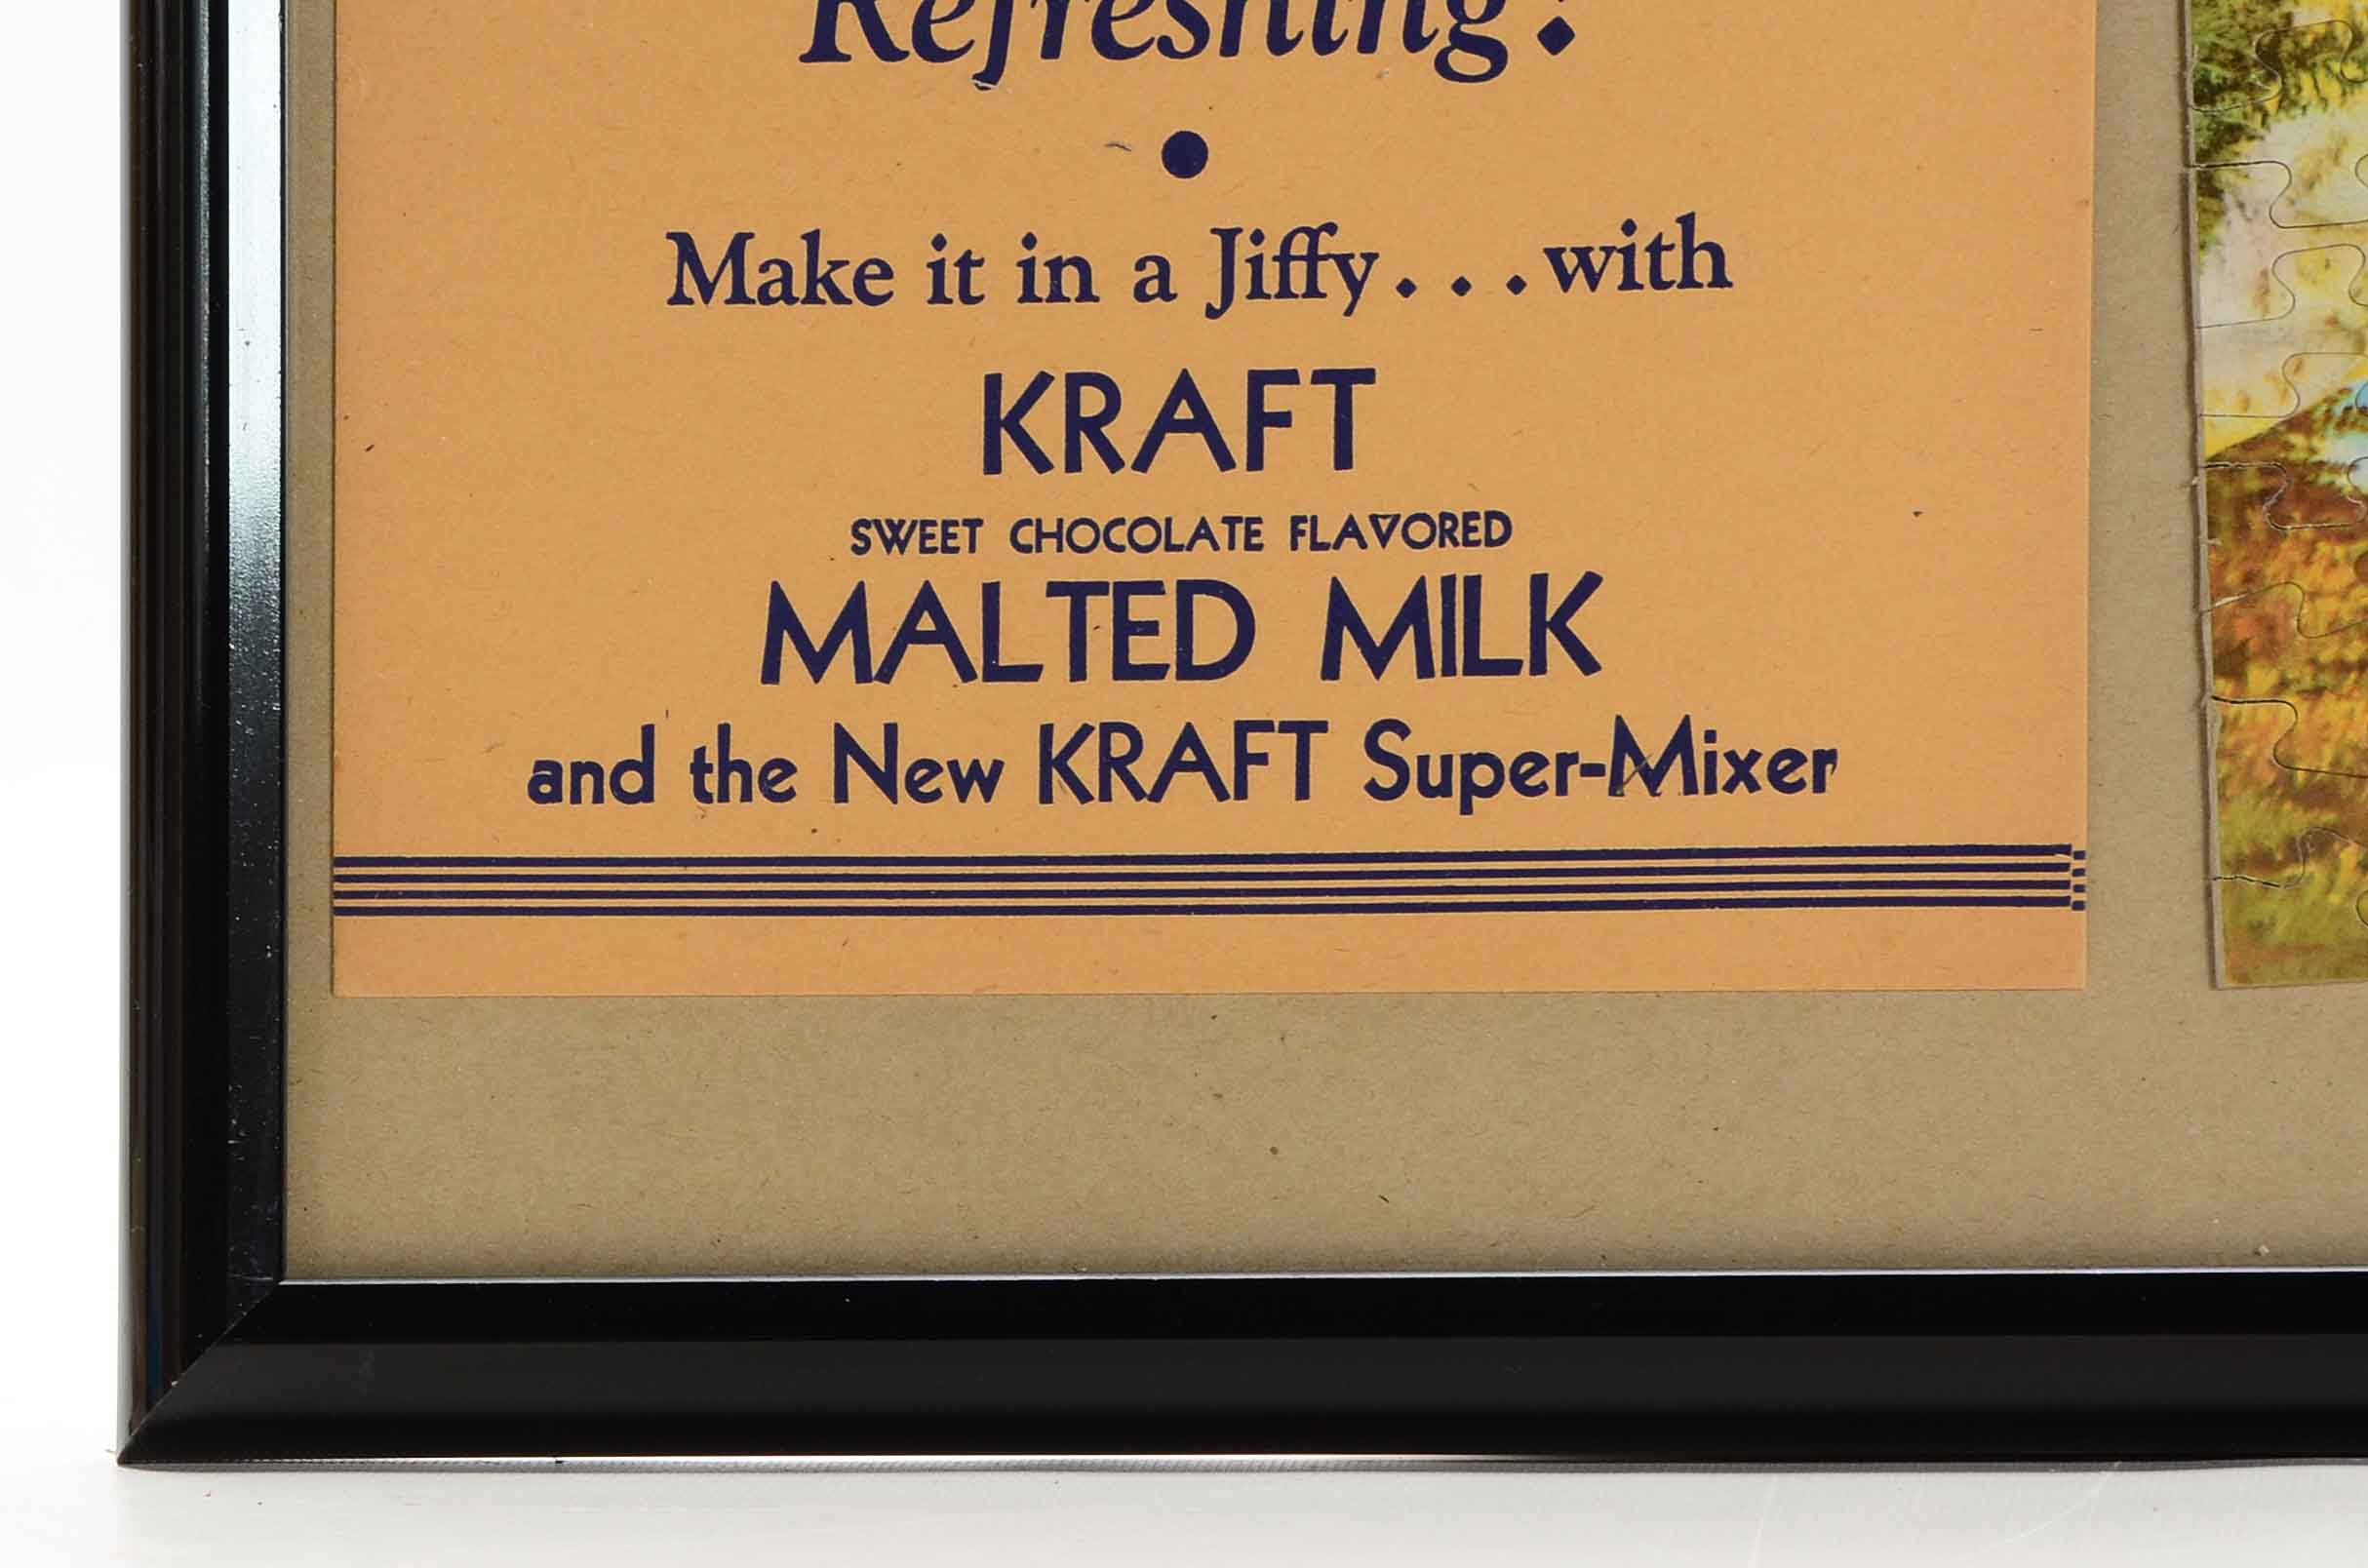 Refreshing!
Make it in a Jiffy...with
KRAFT
SWEET CHOCOLATE FLAVORED
MALTED MILK
and the New KRAFT Super-Mixer